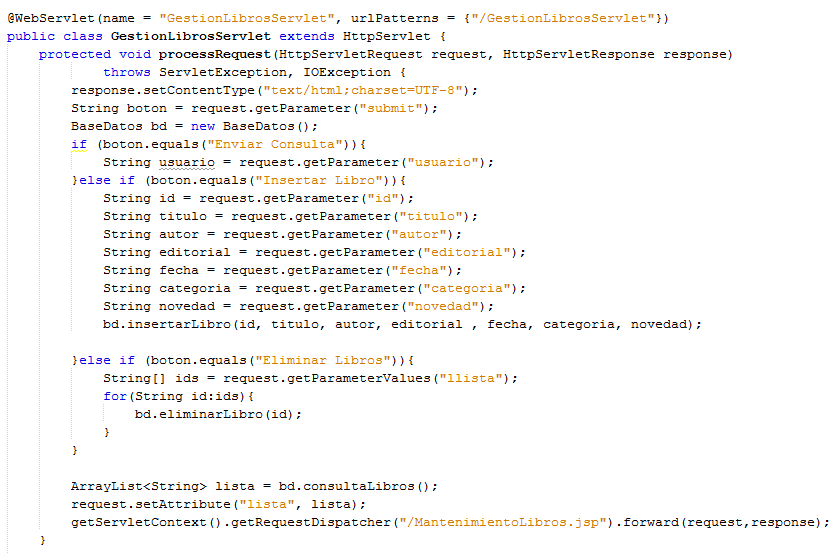 @WebServlet(name = "GestionLibrosServlet", urlPatterns = {"/GestionLibrosServlet"})
public class GestionLibrosServlet extends HttpServlet {
    protected void processRequest(HttpServletRequest request, HttpServletResponse response)
            throws ServletException, IOException {
        response.setContentType("text/html;charset=UTF-8");
        String boton = request.getParameter("submit");
        BaseDatos bd = new BaseDatos();
        if (boton.equals("Enviar Consulta")){
            String usuario = request.getParameter("usuario");
        }else if (boton.equals("Insertar Libro")){
            String id = request.getParameter("id");
            String titulo = request.getParameter("titulo");
            String autor = request.getParameter("autor");
            String editorial = request.getParameter("editorial");
            String fecha = request.getParameter("fecha");
            String categoria = request.getParameter("categoria");
            String novedad = request.getParameter("novedad");
            bd.insertarLibro(id, titulo, autor, editorial , fecha, categoria, novedad);

        }else if (boton.equals("Eliminar Libros")){
            String[] ids = request.getParameterValues("llista");
            for(String id:ids){
                bd.eliminarLibro(id);
            }
        }

        ArrayList<String> lista = bd.consultaLibros();
        request.setAttribute("lista", lista);
        getServletContext().getRequestDispatcher("/MantenimientoLibros.jsp").forward(request,response);
    }